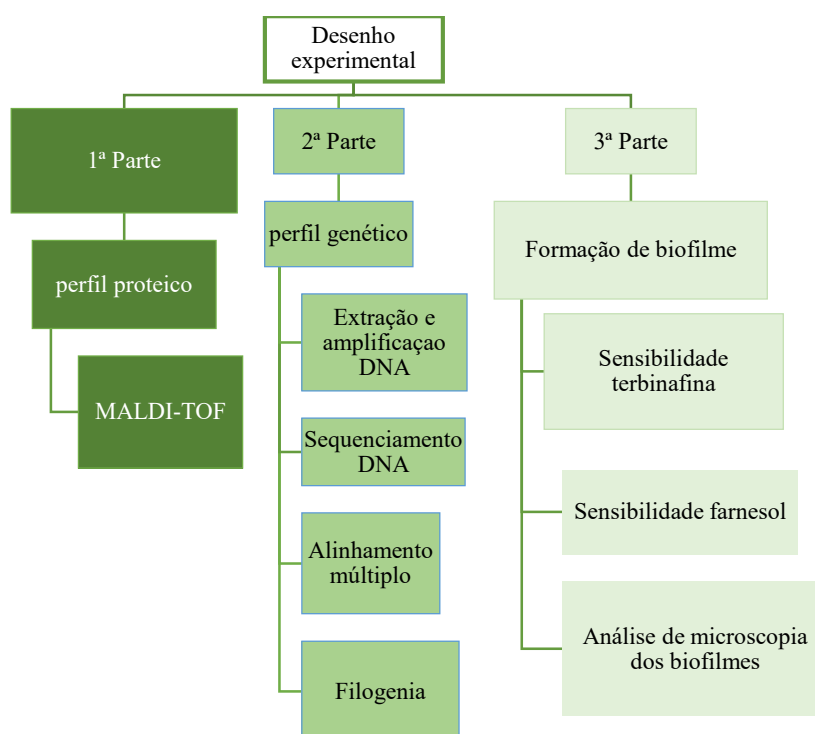 Desenho
experimental
1ª Parte
perfil proteico
MALDI-TOF
2ª Parte
perfil genético
Extração e
amplificaçao
DNA
Sequenciamento
DNA
Alinhamento
múltiplo
Filogenia
3ª Parte
Formação de biofilme
Sensibilidade
terbinafina
Sensibilidade farnesol
Análise de microscopia
dos biofilmes